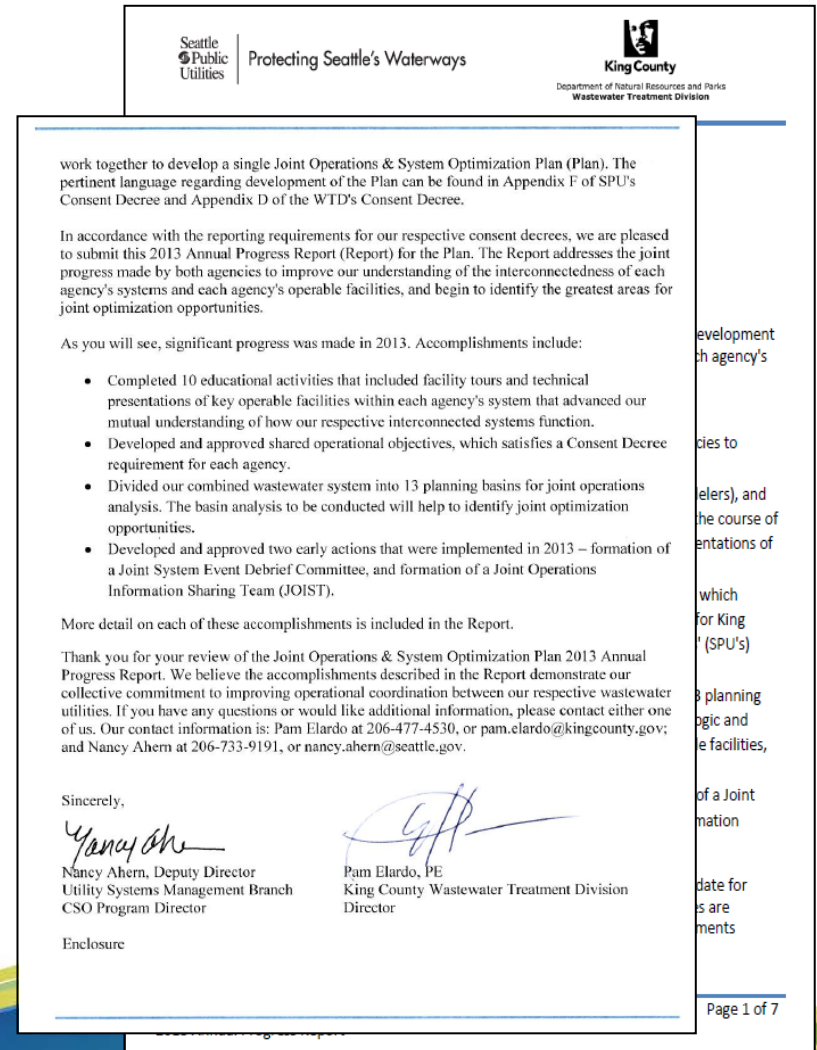 Seattle
Public
Utilities
Protecting Seattle's Waterways
King County
Department of Natural Resources and Parks
Wastewater Treatment Division
work together to develop a single Joint Operations & System Optimization Plan (Plan). The
pertinent language regarding development of the Plan can be found in Appendix F of SPU's
Consent Decree and Appendix D of the WTD's Consent Decree.
In accordance with the reporting requirements for our respective consent decrees, we are pleased
to submit this 2013 Annual Progress Report (Report) for the Plan. The Report addresses the joint
progress made by both agencies to improve our understanding of the interconnectedness of each
agency's systems and each agency's operable facilities, and begin to identify the greatest areas for
joint optimization opportunities.
As you will see, significant progress was made in 2013. Accomplishments include:
• Completed 10 educational activities that included facility tours and technical
presentations of key operable facilities within each agency's system that advanced our
mutual understanding of how our respective interconnected systems function.
• Developed and approved shared operational objectives, which satisfies a Consent Decree
requirement for each agency.
• Divided our combined wastewater system into 13 planning basins for joint operations
analysis. The basin analysis to be conducted will help to identify joint optimization
opportunities.
• Developed and approved two early actions that were implemented in 2013 – formation of
a Joint System Event Debrief Committee, and formation of a Joint Operations
Information Sharing Team (JOIST).
More detail on each of these accomplishments is included in the Report.
Thank you for your review of the Joint Operations & System Optimization Plan 2013 Annual
Progress Report. We believe the accomplishments described in the Report demonstrate our
collective commitment to improving operational coordination between our respective wastewater
utilities. If you have any questions or would like additional information, please contact either one
of us. Our contact information is: Pam Elardo at 206-477-4530, or pam.elardo@kingcounty.gov;
and Nancy Ahern at 206-733-9191, or nancy.ahern@seattle.gov.
Sincerely,
Nancy Ahern, Deputy Director
Utility Systems Management Branch
CSO Program Director
Pam Elardo, PE
King County Wastewater Treatment Division
Director
Enclosure
evelopment
ch agency's
cies to
lelers), and
the course of
entations of
which
for King
' (SPU's)
3 planning
ogic and
le facilities,
of a Joint
mation
date for
es are
ments
Page 1 of 7